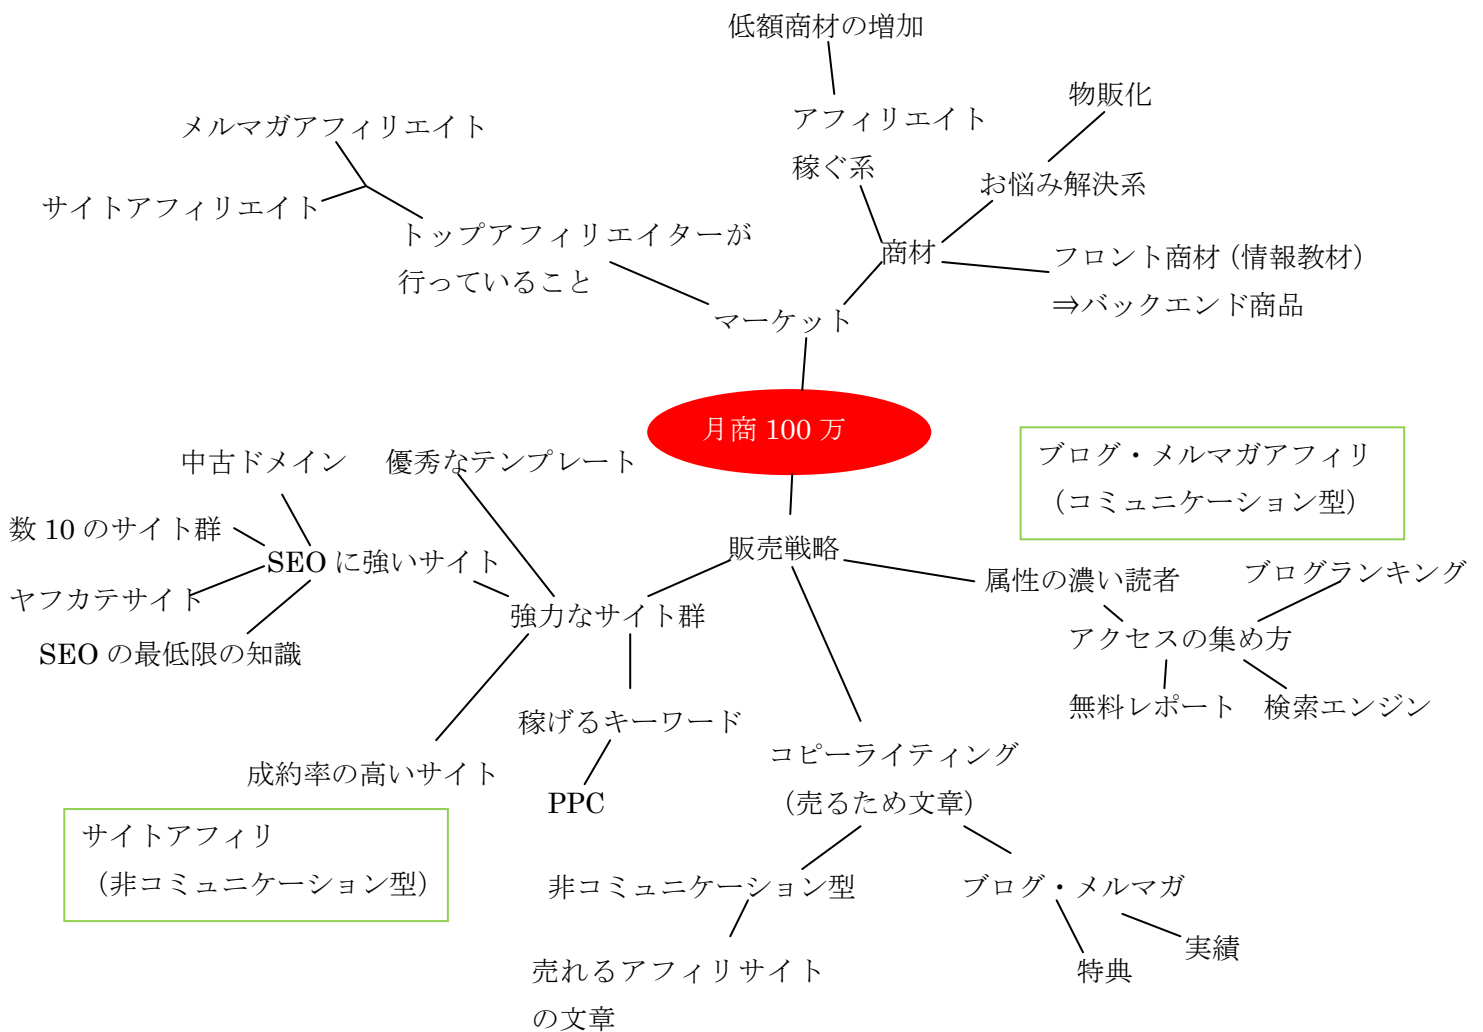 低額商材の増加
物販化
メルマガアフィリエイト
アフィリエイト
稼ぐ系
お悩み解決系
サイトアフィリエイト
トップアフィリエイターが
行っていること
商材
フロント商材（情報教材）
⇒バックエンド商品
マーケット
月商 100 万
ブログ・メルマガアフィリ
（コミュニケーション型）
中古ドメイン
優秀なテンプレート
数 10 のサイト群
SEO に強いサイト
販売戦略
属性の濃い読者
ブログランキング
ヤフカテサイト
強力なサイト群
アクセスの集め方
SEO の最低限の知識
無料レポート
検索エンジン
稼げるキーワード
成約率の高いサイト
PPC
コピーライティング
（売るため文章）
サイトアフィリ
（非コミュニケーション型）
非コミュニケーション型
ブログ・メルマガ
実績
特典
売れるアフィリサイト
の文章